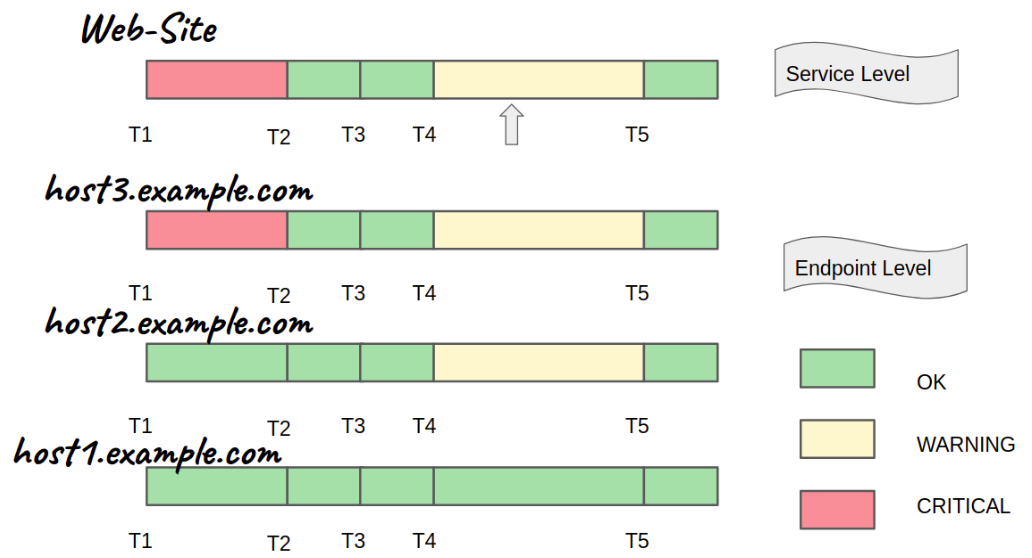 Web-Site
Service Level
T1 T2 T3 T4 T5
host3.example.com
Endpoint Level
T1 T2 T3 T4 T5
host2.example.com
OK
T1 T2 T3 T4 T5
WARNING
host1.example.com
CRITICAL
T1 T2 T3 T4 T5